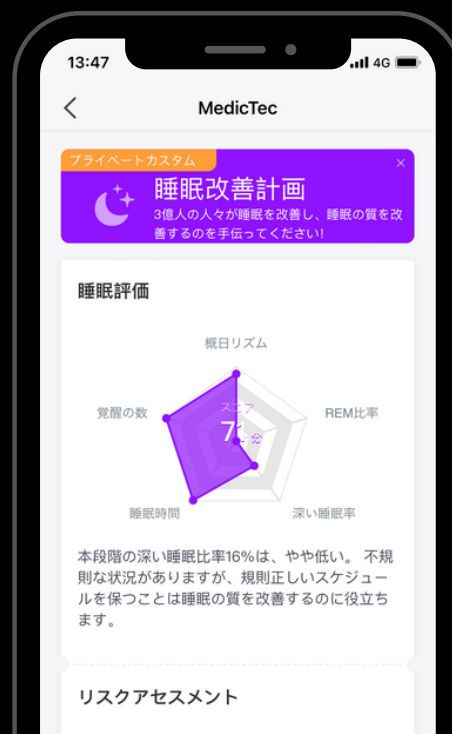 13:47
4G
MedicTec
プライベートカスタム
×
睡眠改善計画
3億人の人々が睡眠を改善し、睡眠の質を改
善するのを手伝ってください!
睡眠評価
概日リズム
覚醒の数
REM比率
スコア
分
睡眠時間
深い睡眠率
本段階の深い睡眠比率16%は、やや低い。 不規
則な状況がありますが、規則正しいスケジュー
ルを保つことは睡眠の質を改善するのに役立ち
ます。
リスクアセスメント